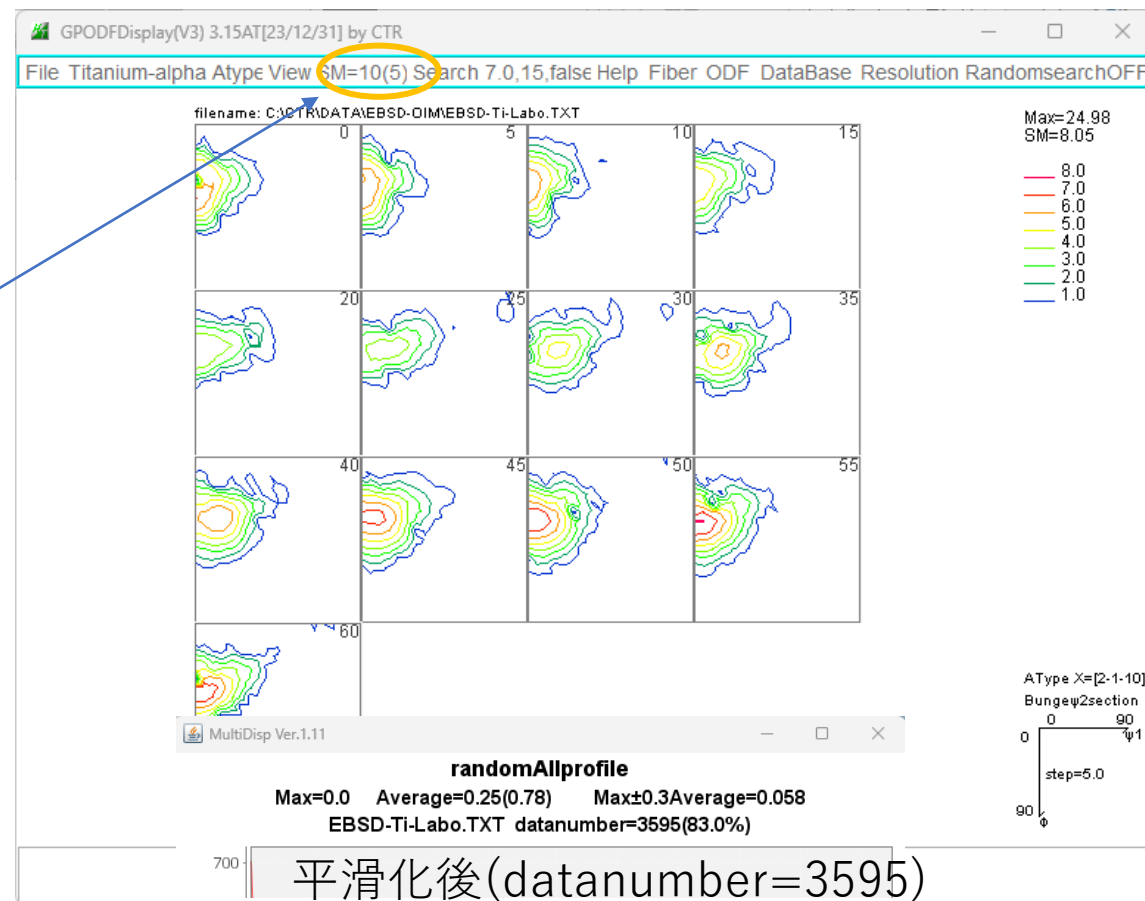 GPODFDisplay(V3) 3.15AT[23/12/31] by CTR
File Titanium-alpha Atype View SM=10(5) Search 7.0,15,false Help Fiber ODF DataBase Resolution RandomsearchOFF
filename: C:\CTR\DATA\EBSD-OIM\EBSD-Ti-Labo.TXT
Max=24.98
SM=8.05
0 5 10 15
8.0
7.0
6.0
5.0
4.0
3.0
2.0
1.0
20 25 30 35
40 45 50 55
60
AType X=[2-1-10]
Bungeψ2section
0 90
0 ψ1
step=5.0
90
Φ
MultiDisp Ver.1.11
randomAllprofile
Max=0.0 Average=0.25(0.78) Max±0.3Average=0.058
EBSD-Ti-Labo.TXT datanumber=3595(83.0%)
700
平滑化後(datanumber=3595)